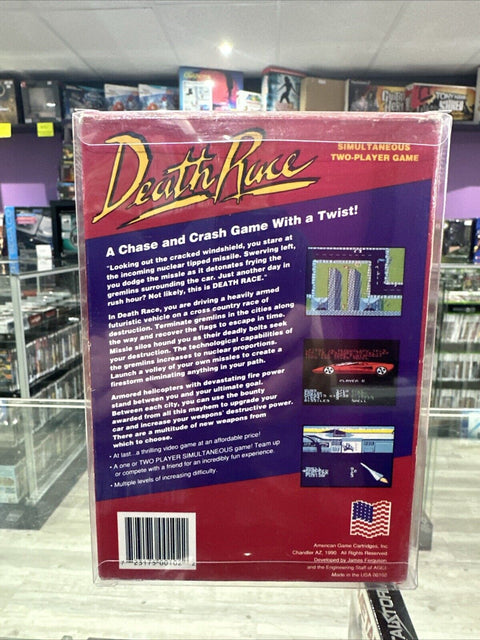 Death Race
SIMULTANEOUS
TWO-PLAYER GAME
A Chase and Crash Game With a Twist!
"Looking out the cracked windshield, you stare at
the incoming nuclear tipped missile. Swerving left,
you dodge the missile as it detonates frying the
gremlins surrounding the car. Just another day in
rush hour? Not likely, this is DEATH RACE."
In Death Race, you are driving a heavily armed
futuristic vehicle on a cross country race of
destruction. Terminate gremlins in the cities along
the way and recover the flags to escape in time.
Missile silos hound you as their deadly bolts seek
your destruction. The technological capabilities of
the gremlins increases to nuclear proportions.
Launch a volley of your own missiles to create a
firestorm eliminating anything in your path.
Armored helicopters with devastating fire power
stand between you and your ultimate goal.
Between each city, you can use the bounty
awarded from all this mayhem to upgrade your
car and increase your weapons' destructive power.
There are a multitude of new weapons from
which to choose.
• At last...a thrilling video game at an affordable price!
• A one or TWO PLAYER SIMULTANEOUS game! Team up
or compete with a friend for an incredibly fun experience.
• Multiple levels of increasing difficulty.
PLAYER
American Game Cartridges, Inc
Chandler AZ, 1990. All Rights Reserved
Developed by James Ferguson
and the Engineering Staff of AGCI
Made in the USA 00102
7 23175 00102 2